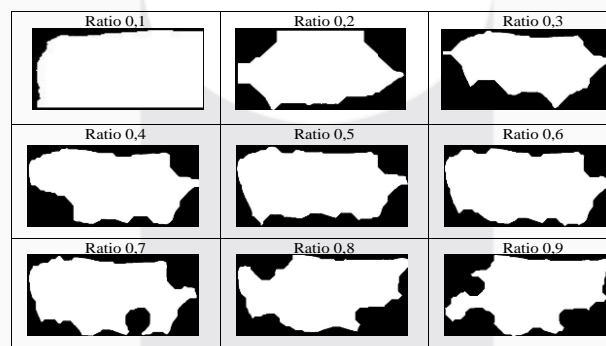 Ratio 0,1
Ratio 0,2
Ratio 0,3
Ratio 0,4
Ratio 0,5
Ratio 0,6
Ratio 0,7
Ratio 0,8
Ratio 0,9